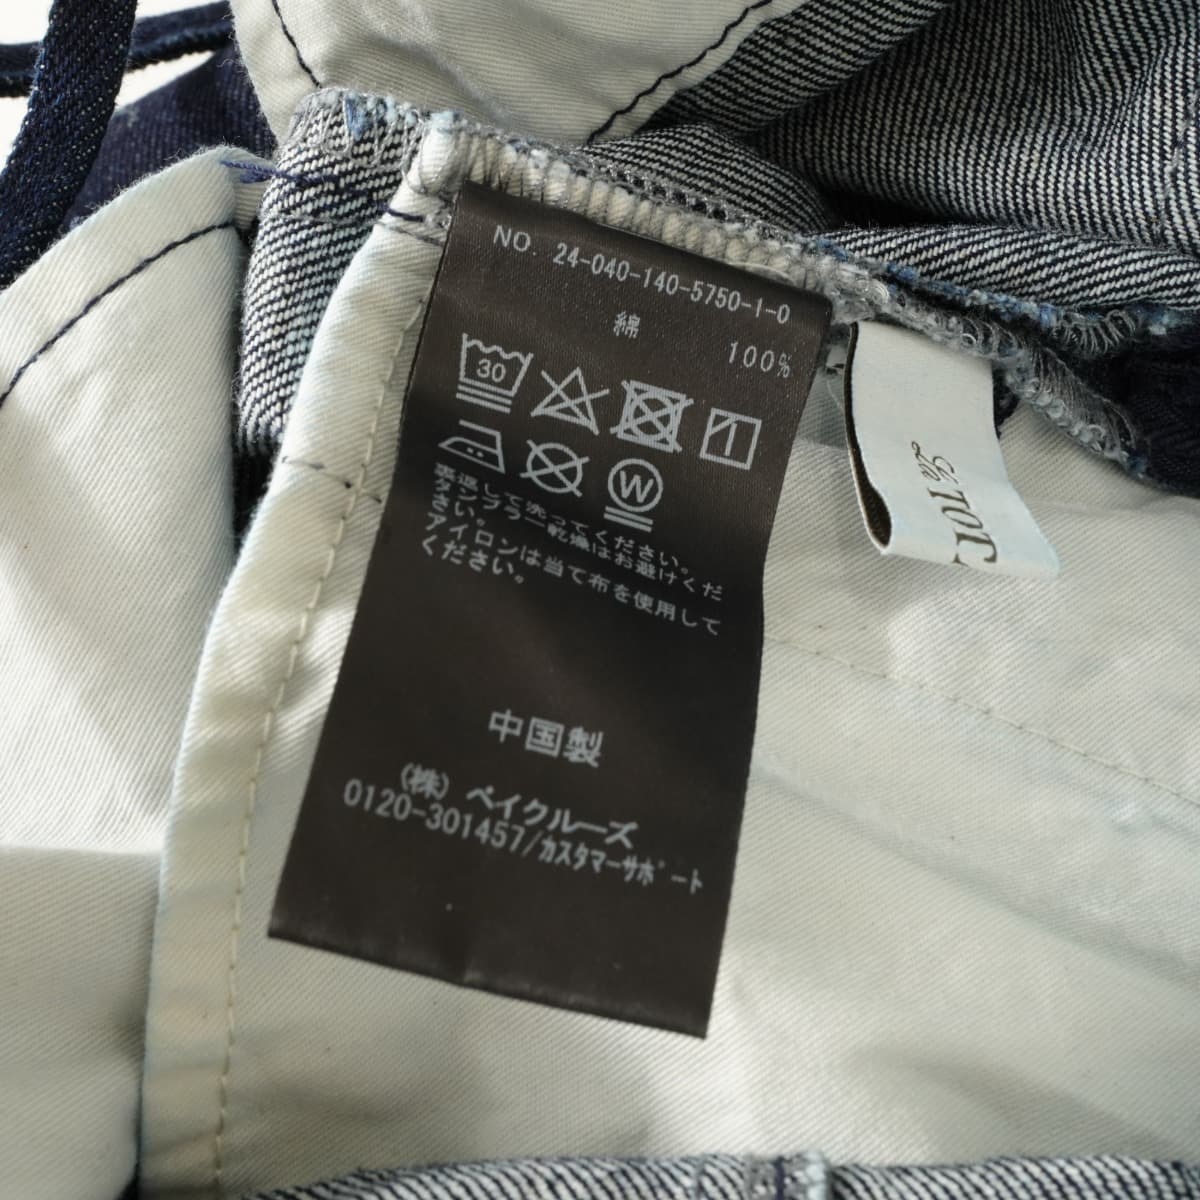 NO. 24-040-140-5750-1-0
綿 100%
30
W
裏返して洗ってください。
タンブラー乾燥はお避けくだ
さい。
アイロンは当て布を使用して
ください。
中国製
(株) ベイクルーズ
0120-301457/カスタマーサポート
La TOT